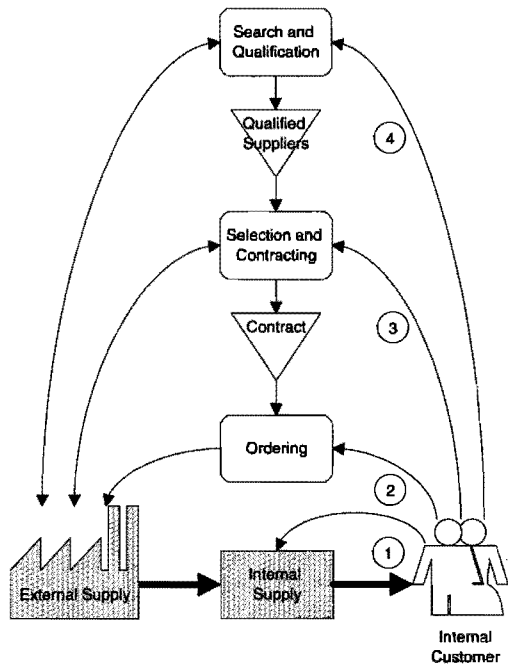 Search and
Qualification
Qualified
Suppliers
4
Selection and
Contracting
Contract
3
Ordering
2
1
External Supply
Internal
Supply
Internal
Customer